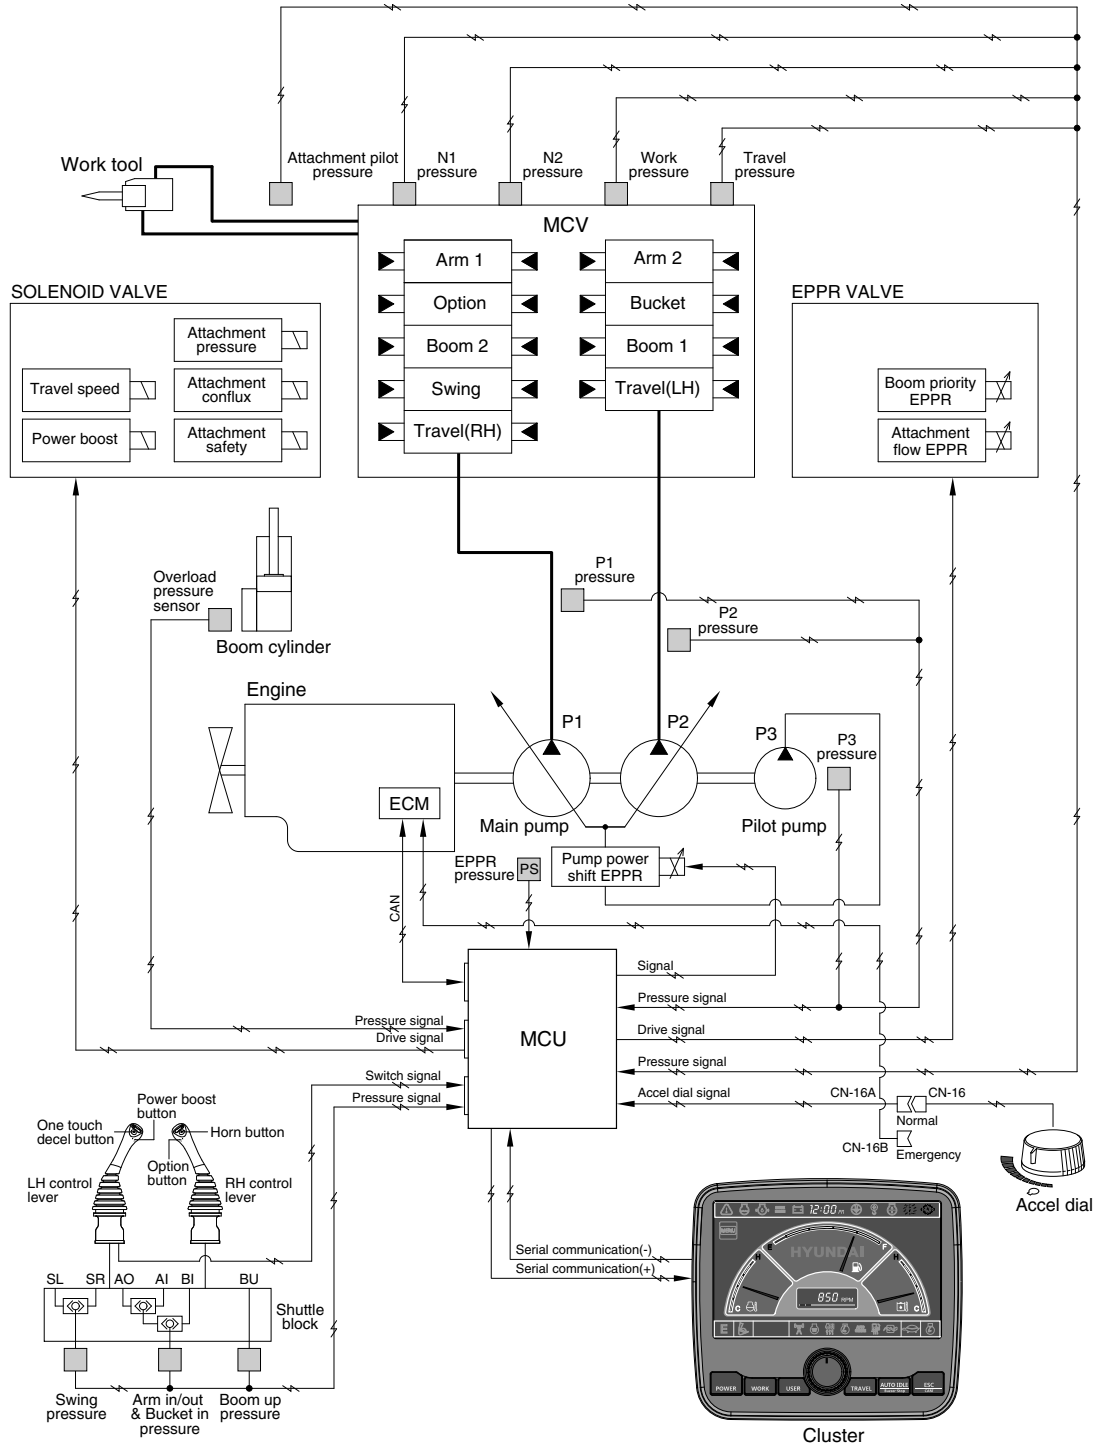 Attachment pilot
pressure
N1
pressure
N2
pressure
Work
pressure
Travel
pressure
Work tool
MCV
Arm 1
Option
Boom 2
Swing
Travel(RH)
Arm 2
Bucket
Boom 1
Travel(LH)
SOLENOID VALVE
Attachment
pressure
Travel speed
Attachment
conflux
Power boost
Attachment
safety
EPPR VALVE
Boom priority
EPPR
Attachment
flow EPPR
Overload
pressure
sensor
Boom cylinder
P1
pressure
P2
pressure
Engine
P1
P2
P3
P3
pressure
ECM
Main pump
Pilot pump
EPPR
pressure
PS
Pump power
shift EPPR
CAN
MCU
Signal
Pressure signal
Drive signal
Pressure signal
Accel dial signal
Pressure signal
Drive signal
Switch signal
Pressure signal
CN-16A
CN-16
Normal
CN-16B
Emergency
Accel dial
Power boost
button
One touch
decel button
Horn button
Option
button
LH control
lever
RH control
lever
SL
SR
AO
AI
BI
BU
Shuttle
block
Swing
pressure
Arm in/out
& Bucket in
pressure
Boom up
pressure
Serial communication(-)
Serial communication(+)
12:00
MENU
HYUNDAI
E
F
H
C
H
C
850 RPM
E
POWER
WORK
USER
TRAVEL
AUTO IDLE
ESC
Cluster